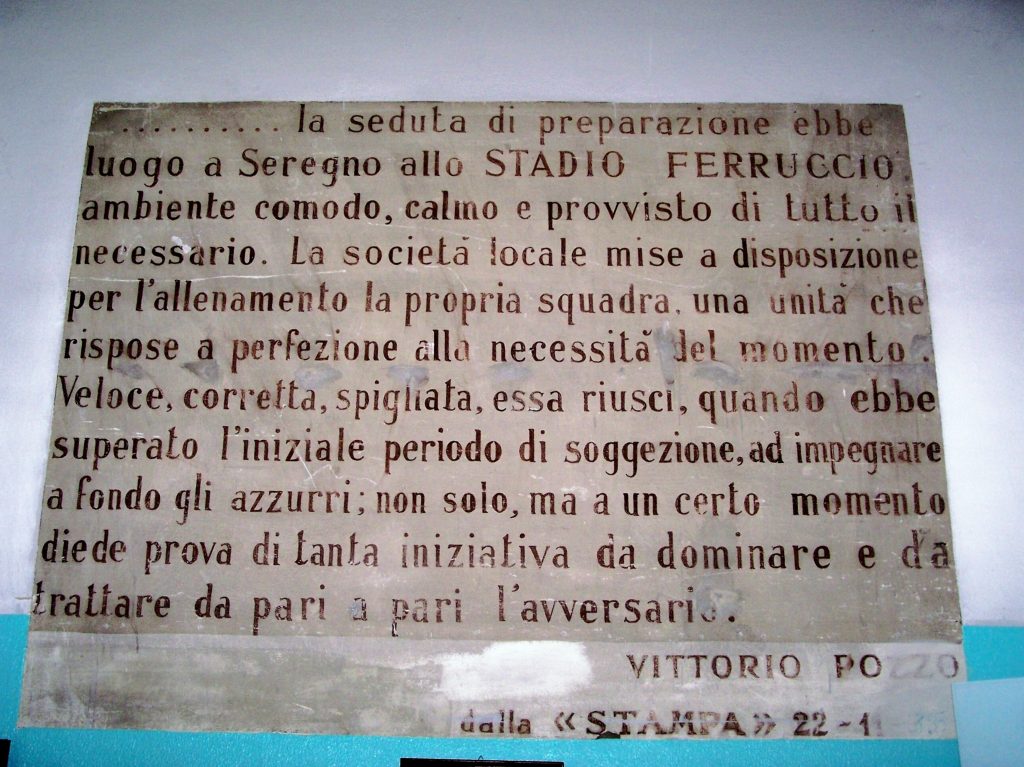 .......... la seduta di preparazione ebbe
luogo a Seregno allo STADIO FERRUCCIO.
ambiente comodo, calmo e provvisto di tutto il
necessario. La società locale mise a disposizione
per l'allenamento la propria squadra, una unità che
rispose a perfezione alla necessità del momento.
Veloce, corretta, spigliata, essa riusci, quando ebbe
superato l'iniziale periodo di soggezione, ad impegnare
a fondo gli azzurri; non solo, ma a un certo momento
diede prova di tanta iniziativa da dominare e da
trattare da pari a pari l'avversario.
VITTORIO POZZO
dalla «STAMPA» 22-1